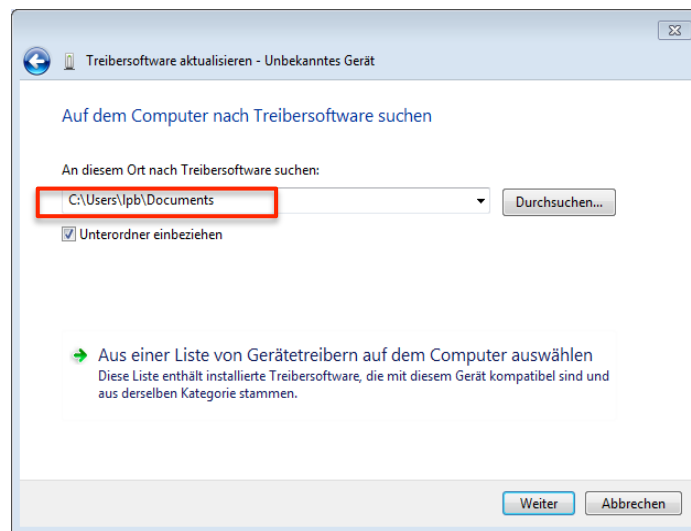 Treibersoftware aktualisieren - Unbekanntes Gerät
Auf dem Computer nach Treibersoftware suchen
An diesem Ort nach Treibersoftware suchen:
C:\Users\lpb\Documents
Durchsuchen...
Unterordner einbeziehen
Aus einer Liste von Gerätetreibern auf dem Computer auswählen
Diese Liste enthält installierte Treibersoftware, die mit diesem Gerät kompatibel sind und
aus derselben Kategorie stammen.
Weiter
Abbrechen